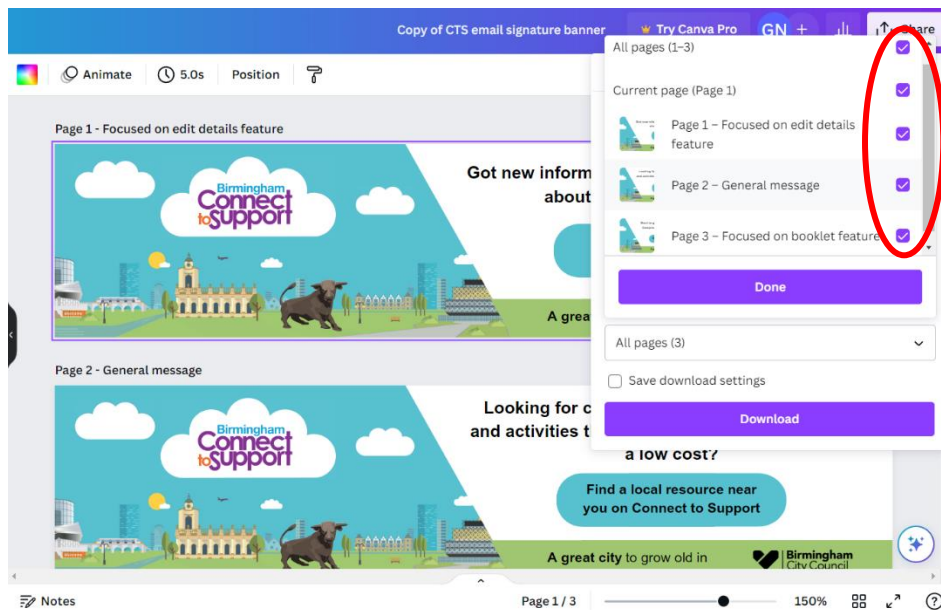 Copy of CTS email signature banner
Try Canva Pro
GN
+
Share
Animate
5.0s
Position
All pages (1–3)
Current page (Page 1)
Page 1 – Focused on edit details
feature
Page 2 – General message
Page 3 – Focused on booklet feature
Done
All pages (3)
Save download settings
Download
Page 1 - Focused on edit details feature
Birmingham
Connect
to Support
Got new inform
about
A grea
Page 2 - General message
Birmingham
Connect
to Support
Looking for c
and activities t
a low cost?
Find a local resource near
you on Connect to Support
A great city to grow old in
Birmingham
City Council
Notes
Page 1 / 3
150%